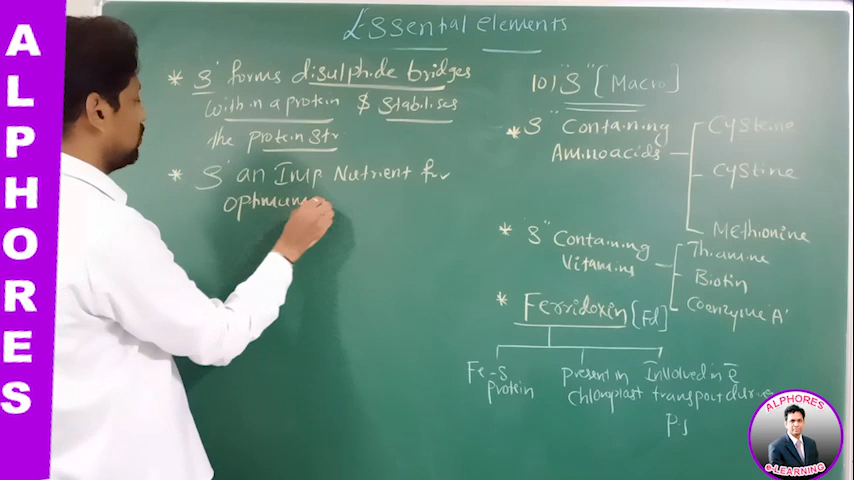 ALPHORES
Essental elements
* 'S' forms disulphide bridges
within a protein & stabilises
the protein str
* S' an Imp Nutrient for
optimum
10) "S" [Macro]
* S" Containing
Aminoacids
Cysteine
Cystine
Methionine
* "S" Containing
Vitamins
Thiamine
Biotin
Coenzyme 'A'
* Ferridoxin [Fd]
Fe-S
protein
present in
chloroplast
Involved in e̅
transport during
P.s
ALPHORES
e-LEARNING